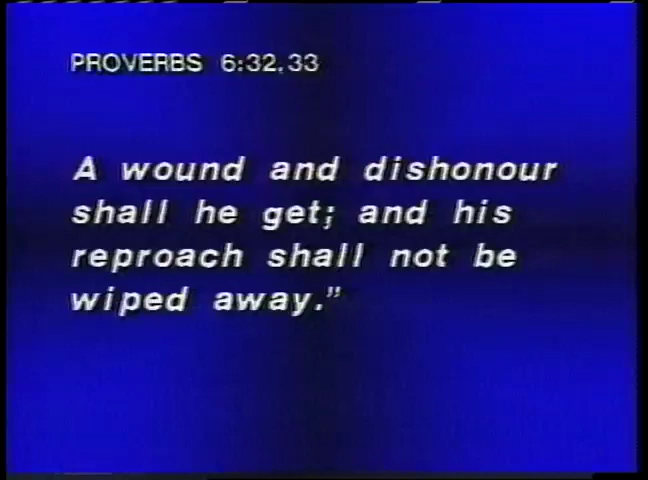 PROVERBS 6:32,33
A wound and dishonour
shall he get; and his
reproach shall not be
wiped away."